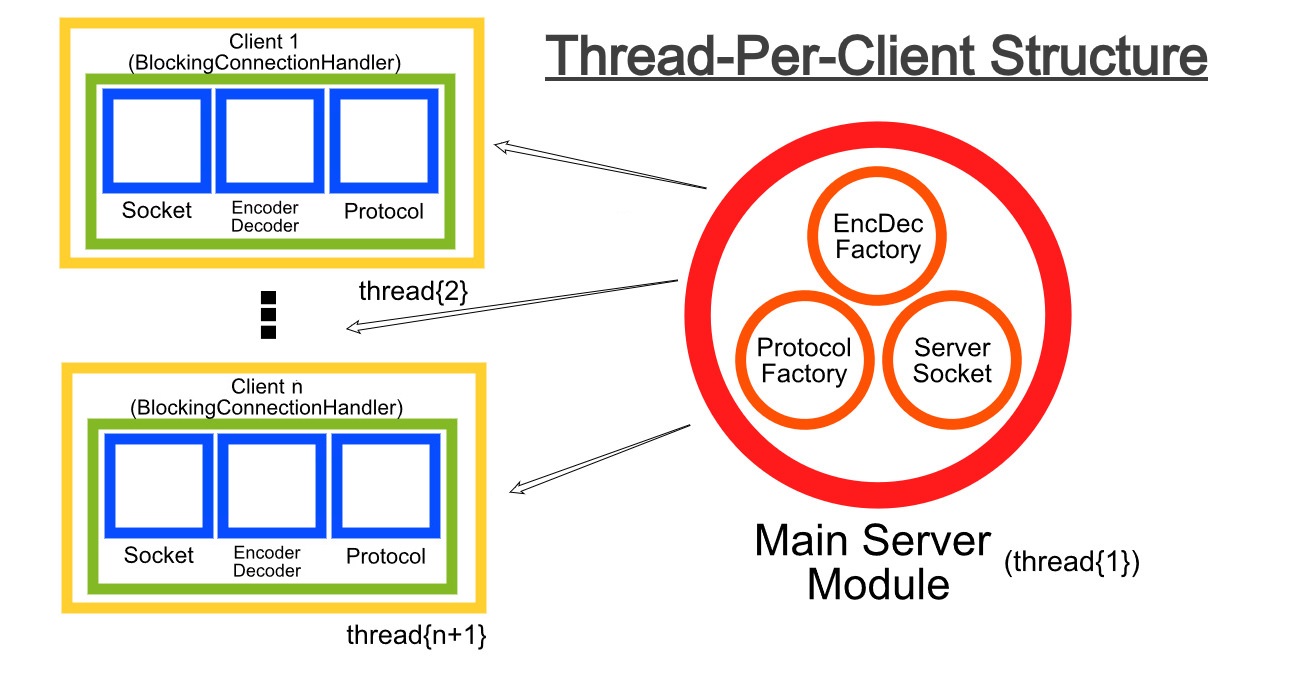 Thread-Per-Client Structure
Client 1
(BlockingConnectionHandler)
Socket
Encoder
Decoder
Protocol
thread{2}
Client n
(BlockingConnectionHandler)
Socket
Encoder
Decoder
Protocol
thread{n+1}
EncDec
Factory
Protocol
Factory
Server
Socket
Main Server
Module
(thread{1})